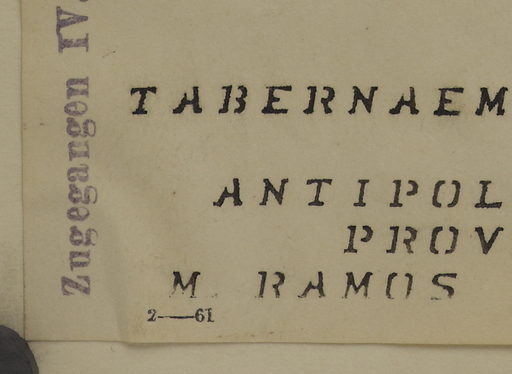 Zugegangen IV.
TABERNAEM
ANTIPOL
PROV
M. RAMOS
2——61